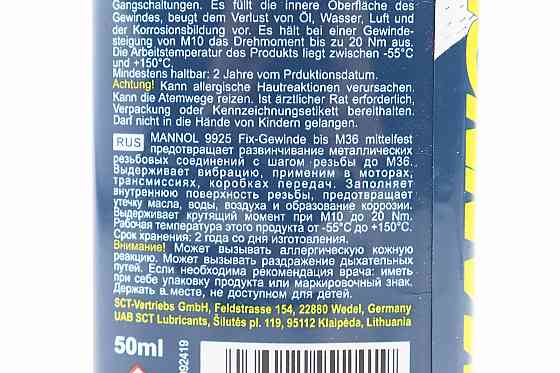 Gangschaltungen. Es füllt die innere Oberfläche des
Gewindes, beugt dem Verlust von Öl, Wasser, Luft und
der Korrosionsbildung vor. Es hält bei einer Gewinde-
steigung von M10 das Drehmoment bis zu 20 Nm aus.
Die Arbeitstemperatur des Produkts liegt zwischen -55°C
und +150°C.
Mindestens haltbar: 2 Jahre vom Prduktionsdatum.
Achtung! Kann allergische Hautreaktionen verursachen.
Kann die Atemwege reizen. Ist ärztlicher Rat erforderlich,
Verpackung oder Kennzeichnungsetikett bereithalten.
Darf nicht in die Hände von Kindern gelangen.
RUS MANNOL 9925 Fix-Gewinde bis M36 mittelfest
предотвращает развинчивание металлических
резьбовых соединений с шагом резьбы до М36.
Выдерживает вибрацию, применим в моторах,
трансмиссиях, коробках передач. Заполняет
внутреннюю поверхность резьбы, предотвращает
утечку масла, воды, воздуха и образование коррозии.
Выдерживает крутящий момент при М10 до 20 Nm.
Рабочая температура этого продукта от -55°С до +150°С.
Срок хранения: 2 года со дня изготовления.
Внимание! Может вызывать аллергическую кожную
реакцию. Может вызывать раздражение дыхательных
путей. Если необходима рекомендация врача: иметь
при себе упаковку продукта или маркировочный знак.
Держать в месте, не доступном для детей.
SCT-Vertriebs GmbH, Feldstrasse 154, 22880 Wedel, Germany
UAB SCT Lubricants, Šilutės pl. 119, 95112 Klaipėda, Lithuania
50ml
092419